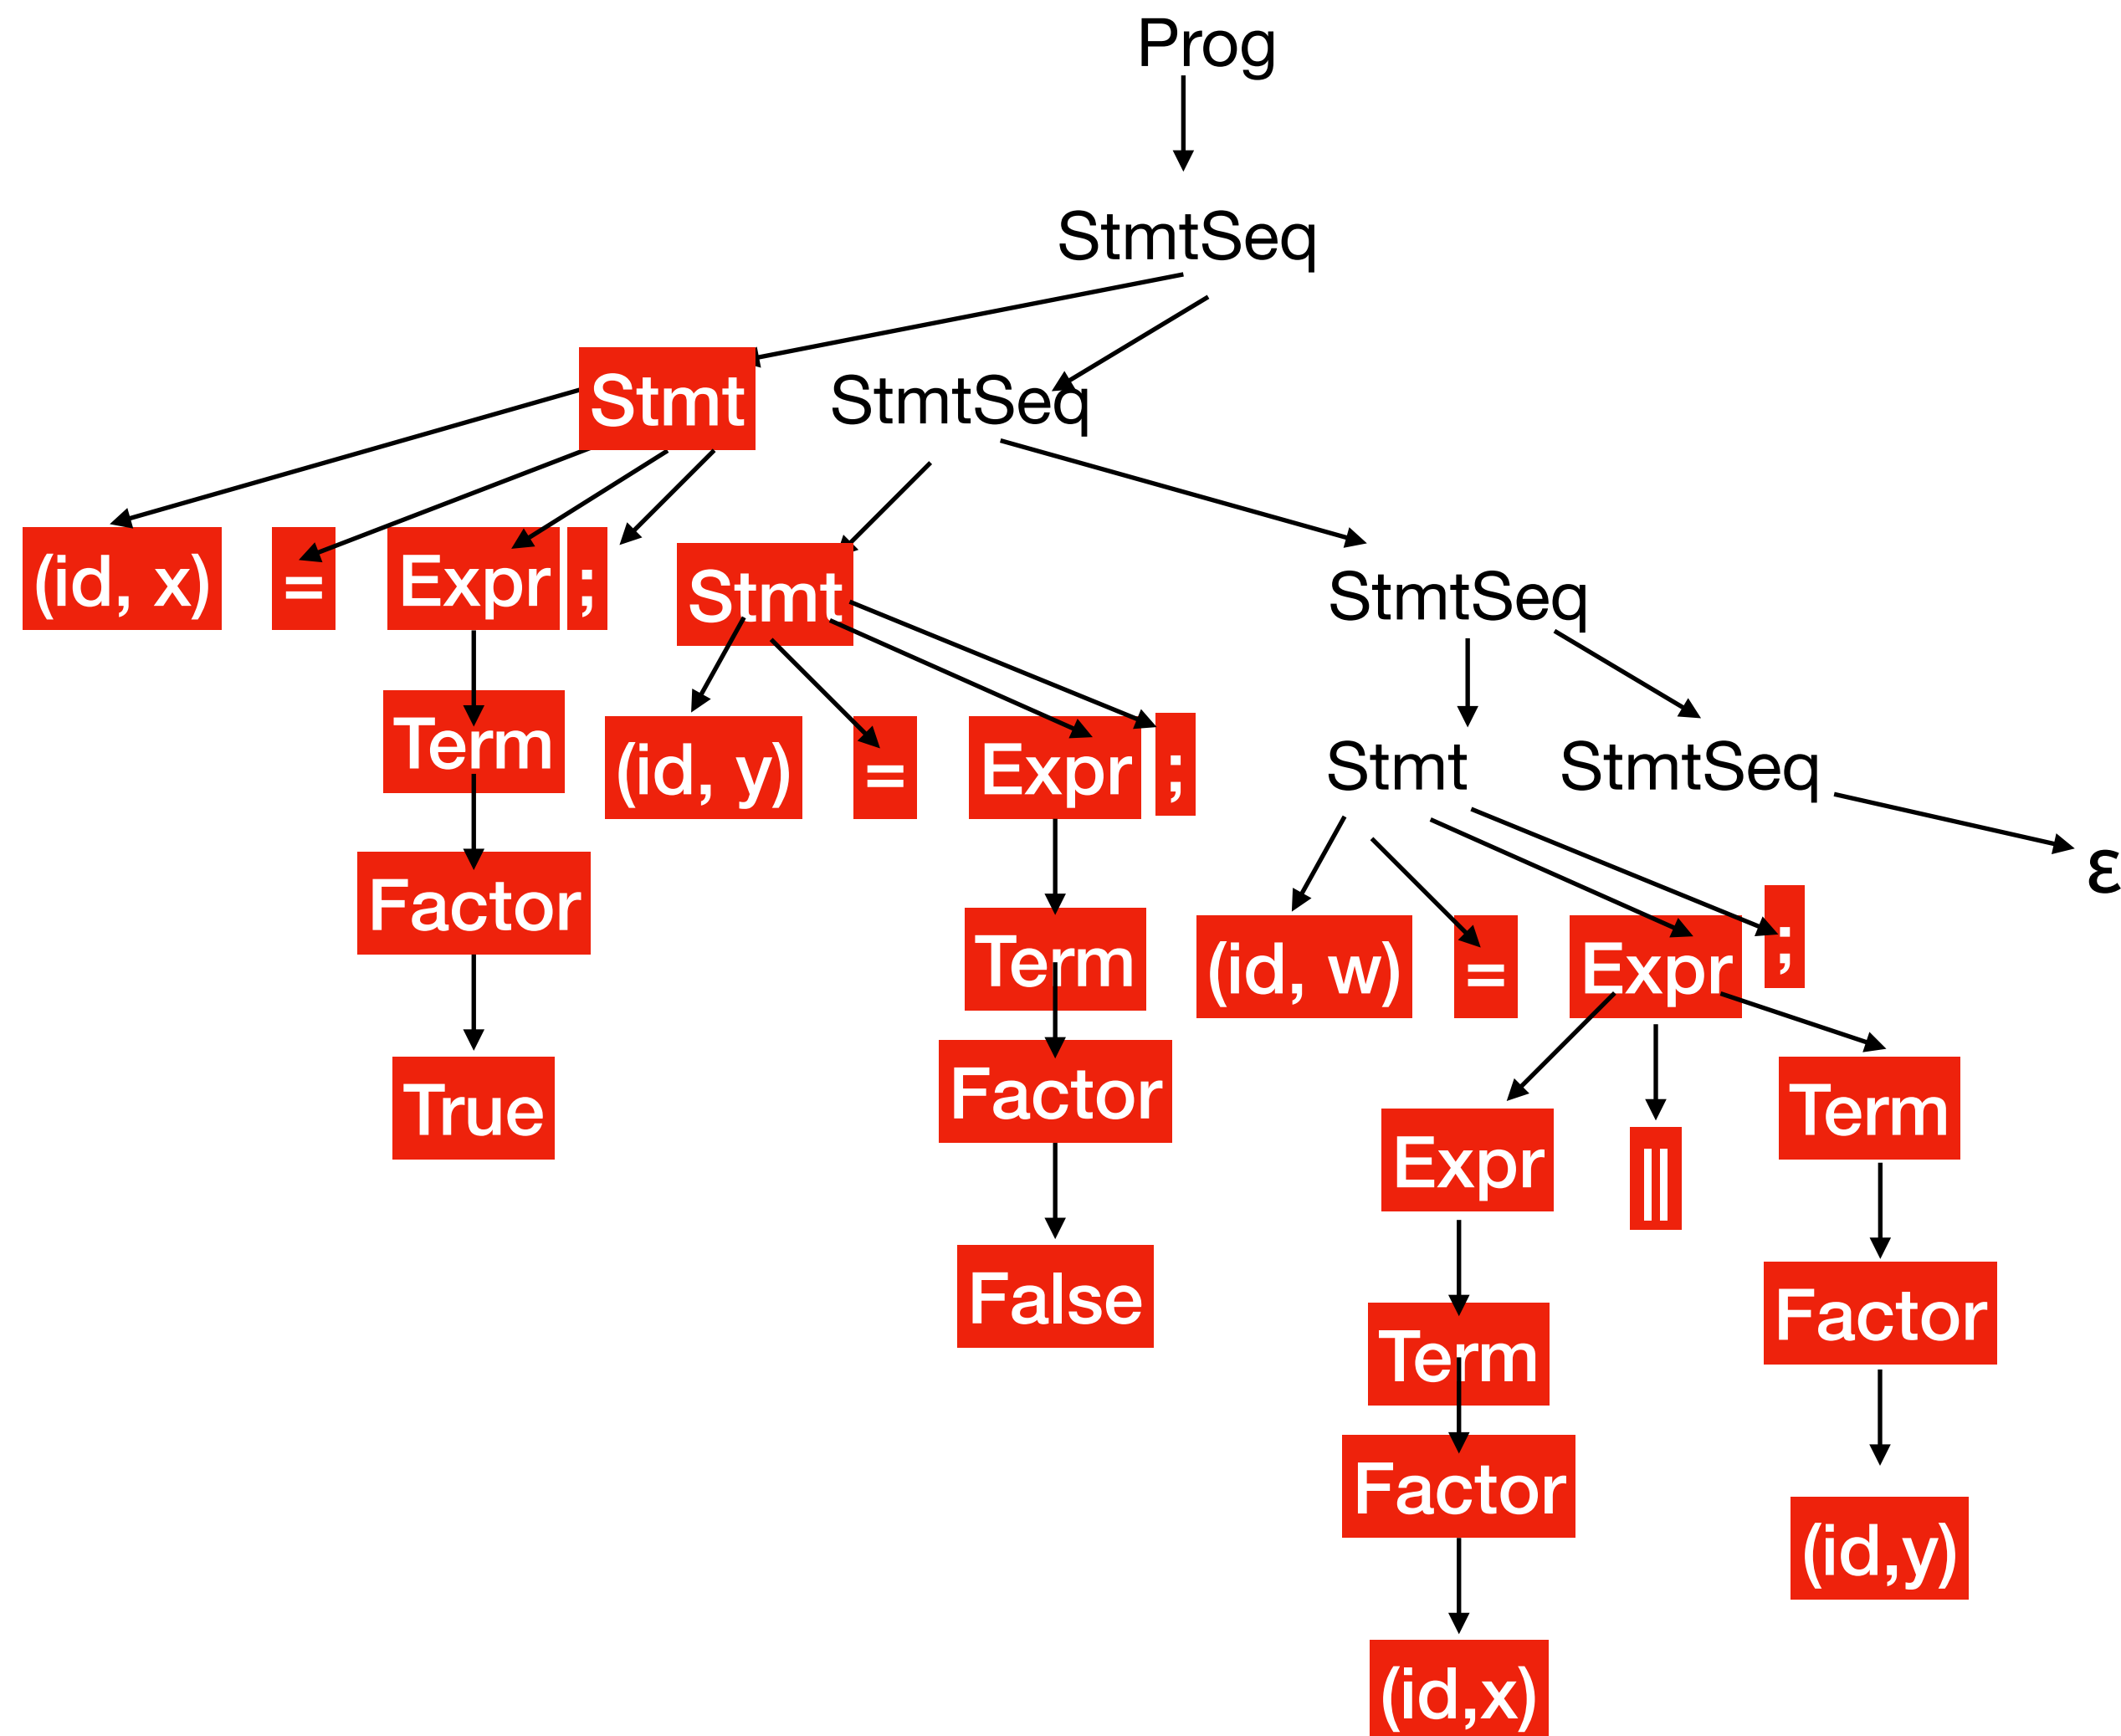 Prog
StmtSeq
Stmt StmtSeq
(id, x) = Expr ; Stmt StmtSeq
Term (id, y) = Expr ; Stmt StmtSeq
Factor ε
Term (id, w) = Expr ;
True Factor Term
Expr ||
False Factor
Term
Factor
(id,y)
(id,x)